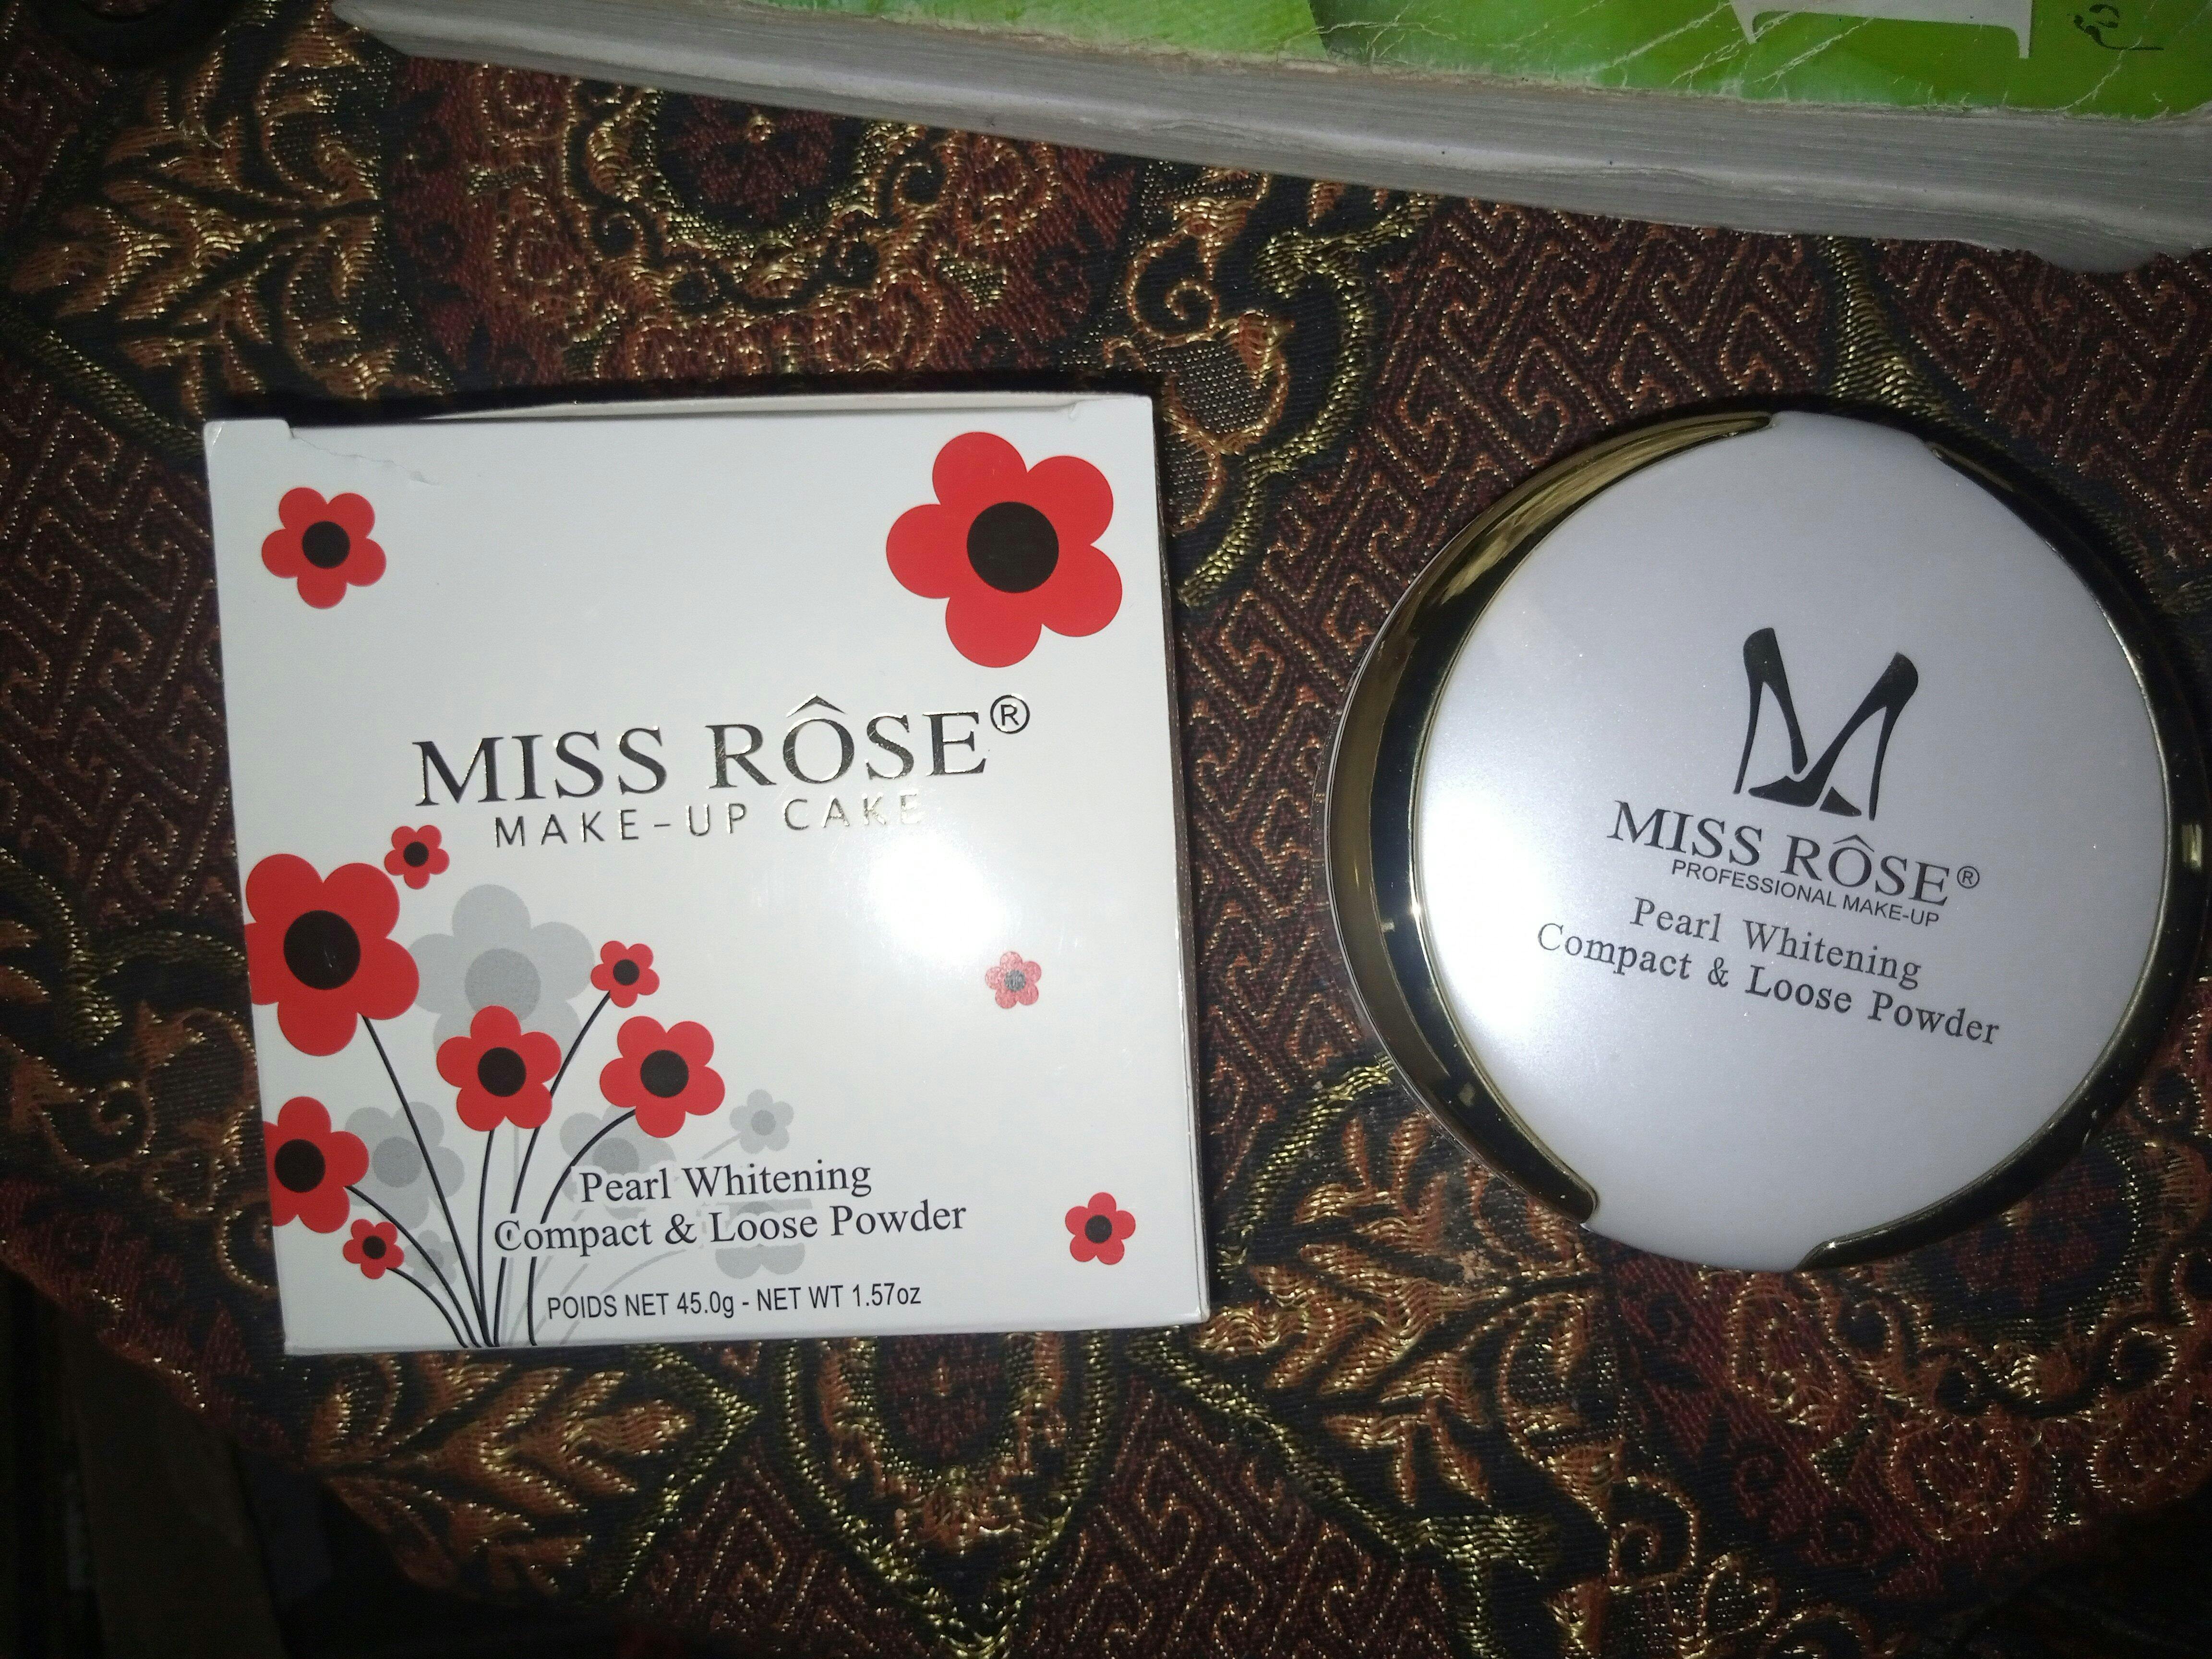 MISS RÔSE®
MAKE-UP CAKE
Pearl Whitening
Compact & Loose Powder
POIDS NET 45.0g - NET WT 1.57oz
MISS RÔSE®
PROFESSIONAL MAKE-UP
Pearl Whitening
Compact & Loose Powder